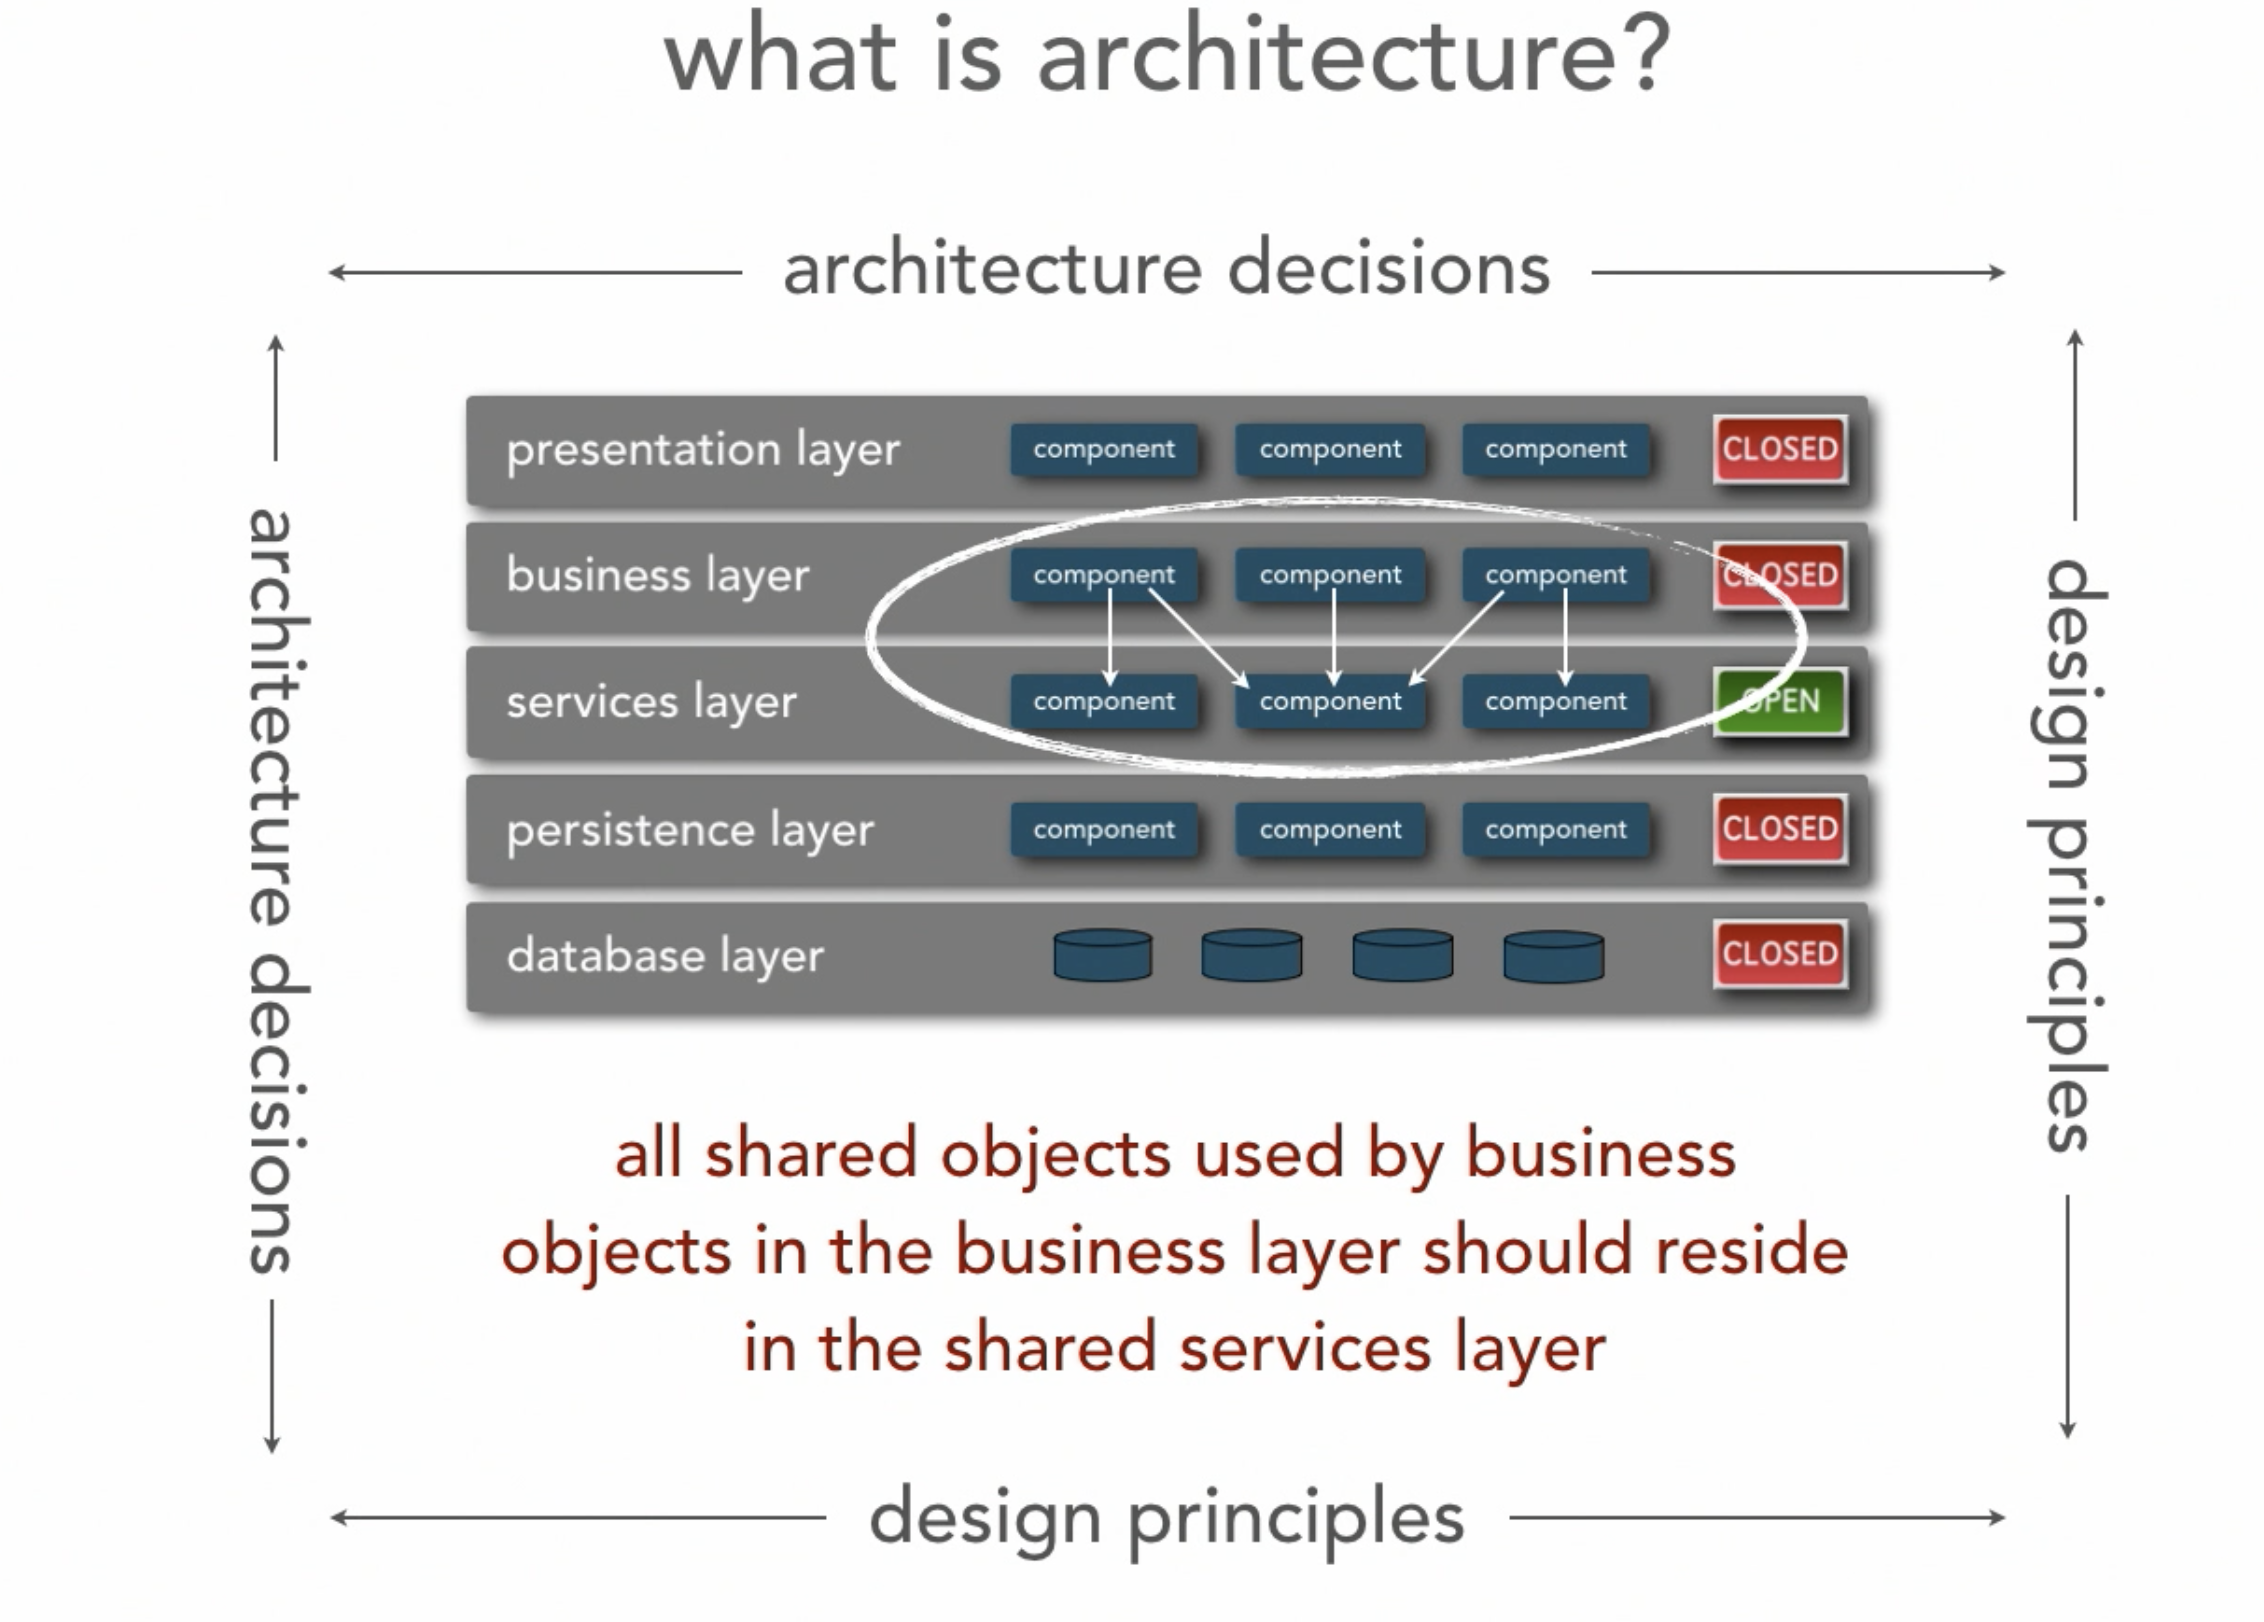 what is architecture?
architecture decisions
architecture decisions
design principles
presentation layer component component component CLOSED
business layer component component component CLOSED
services layer component component component OPEN
persistence layer component component component CLOSED
database layer CLOSED
all shared objects used by business
objects in the business layer should reside
in the shared services layer
design principles